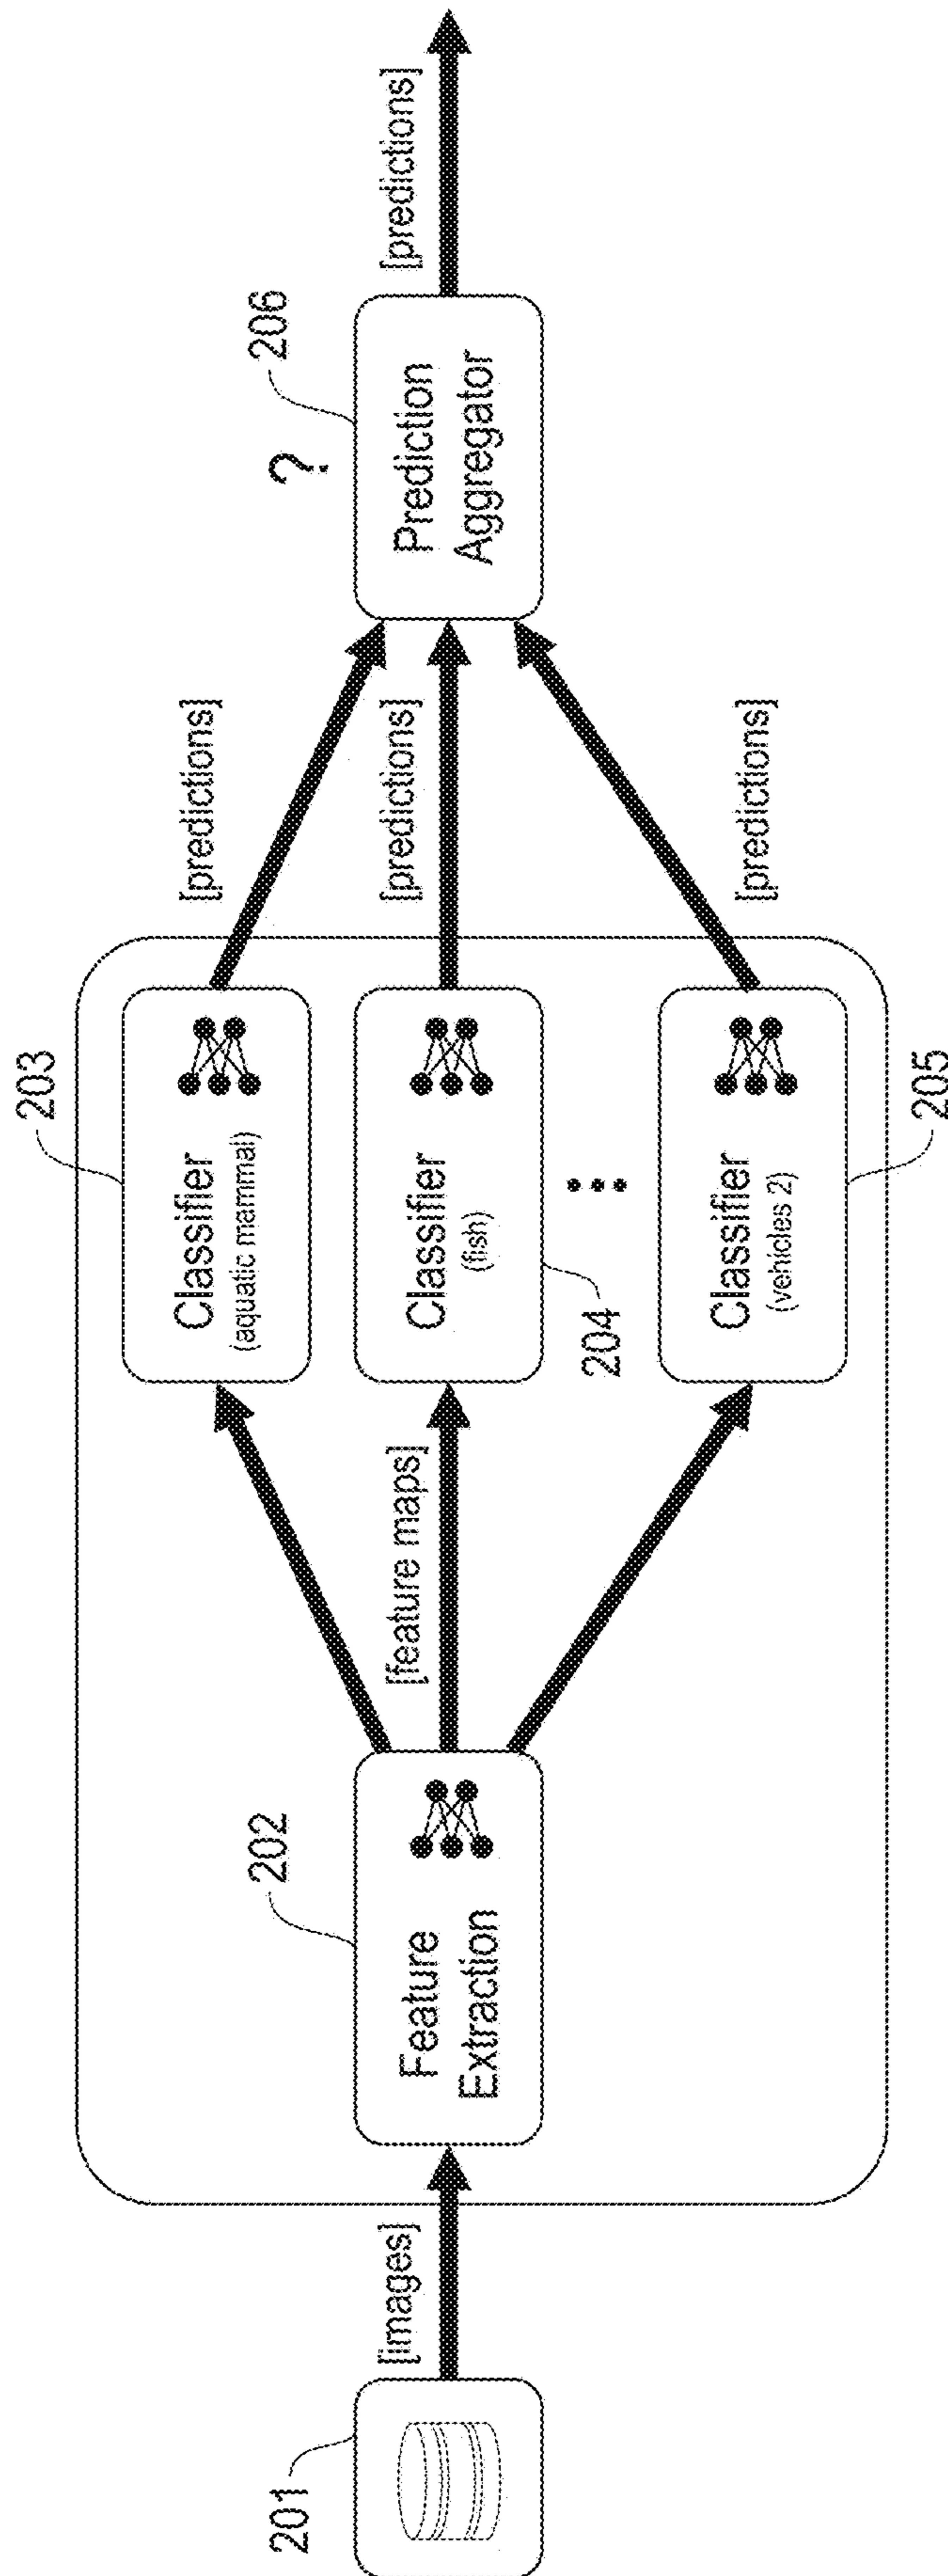 201
[images]
202
Feature
Extraction
[feature maps]
203
Classifier
(aquatic mammal)
Classifier
(fish)
204
Classifier
(vehicles 2)
205
[predictions]
[predictions]
[predictions]
206
?
Prediction
Aggregator
[predictions]